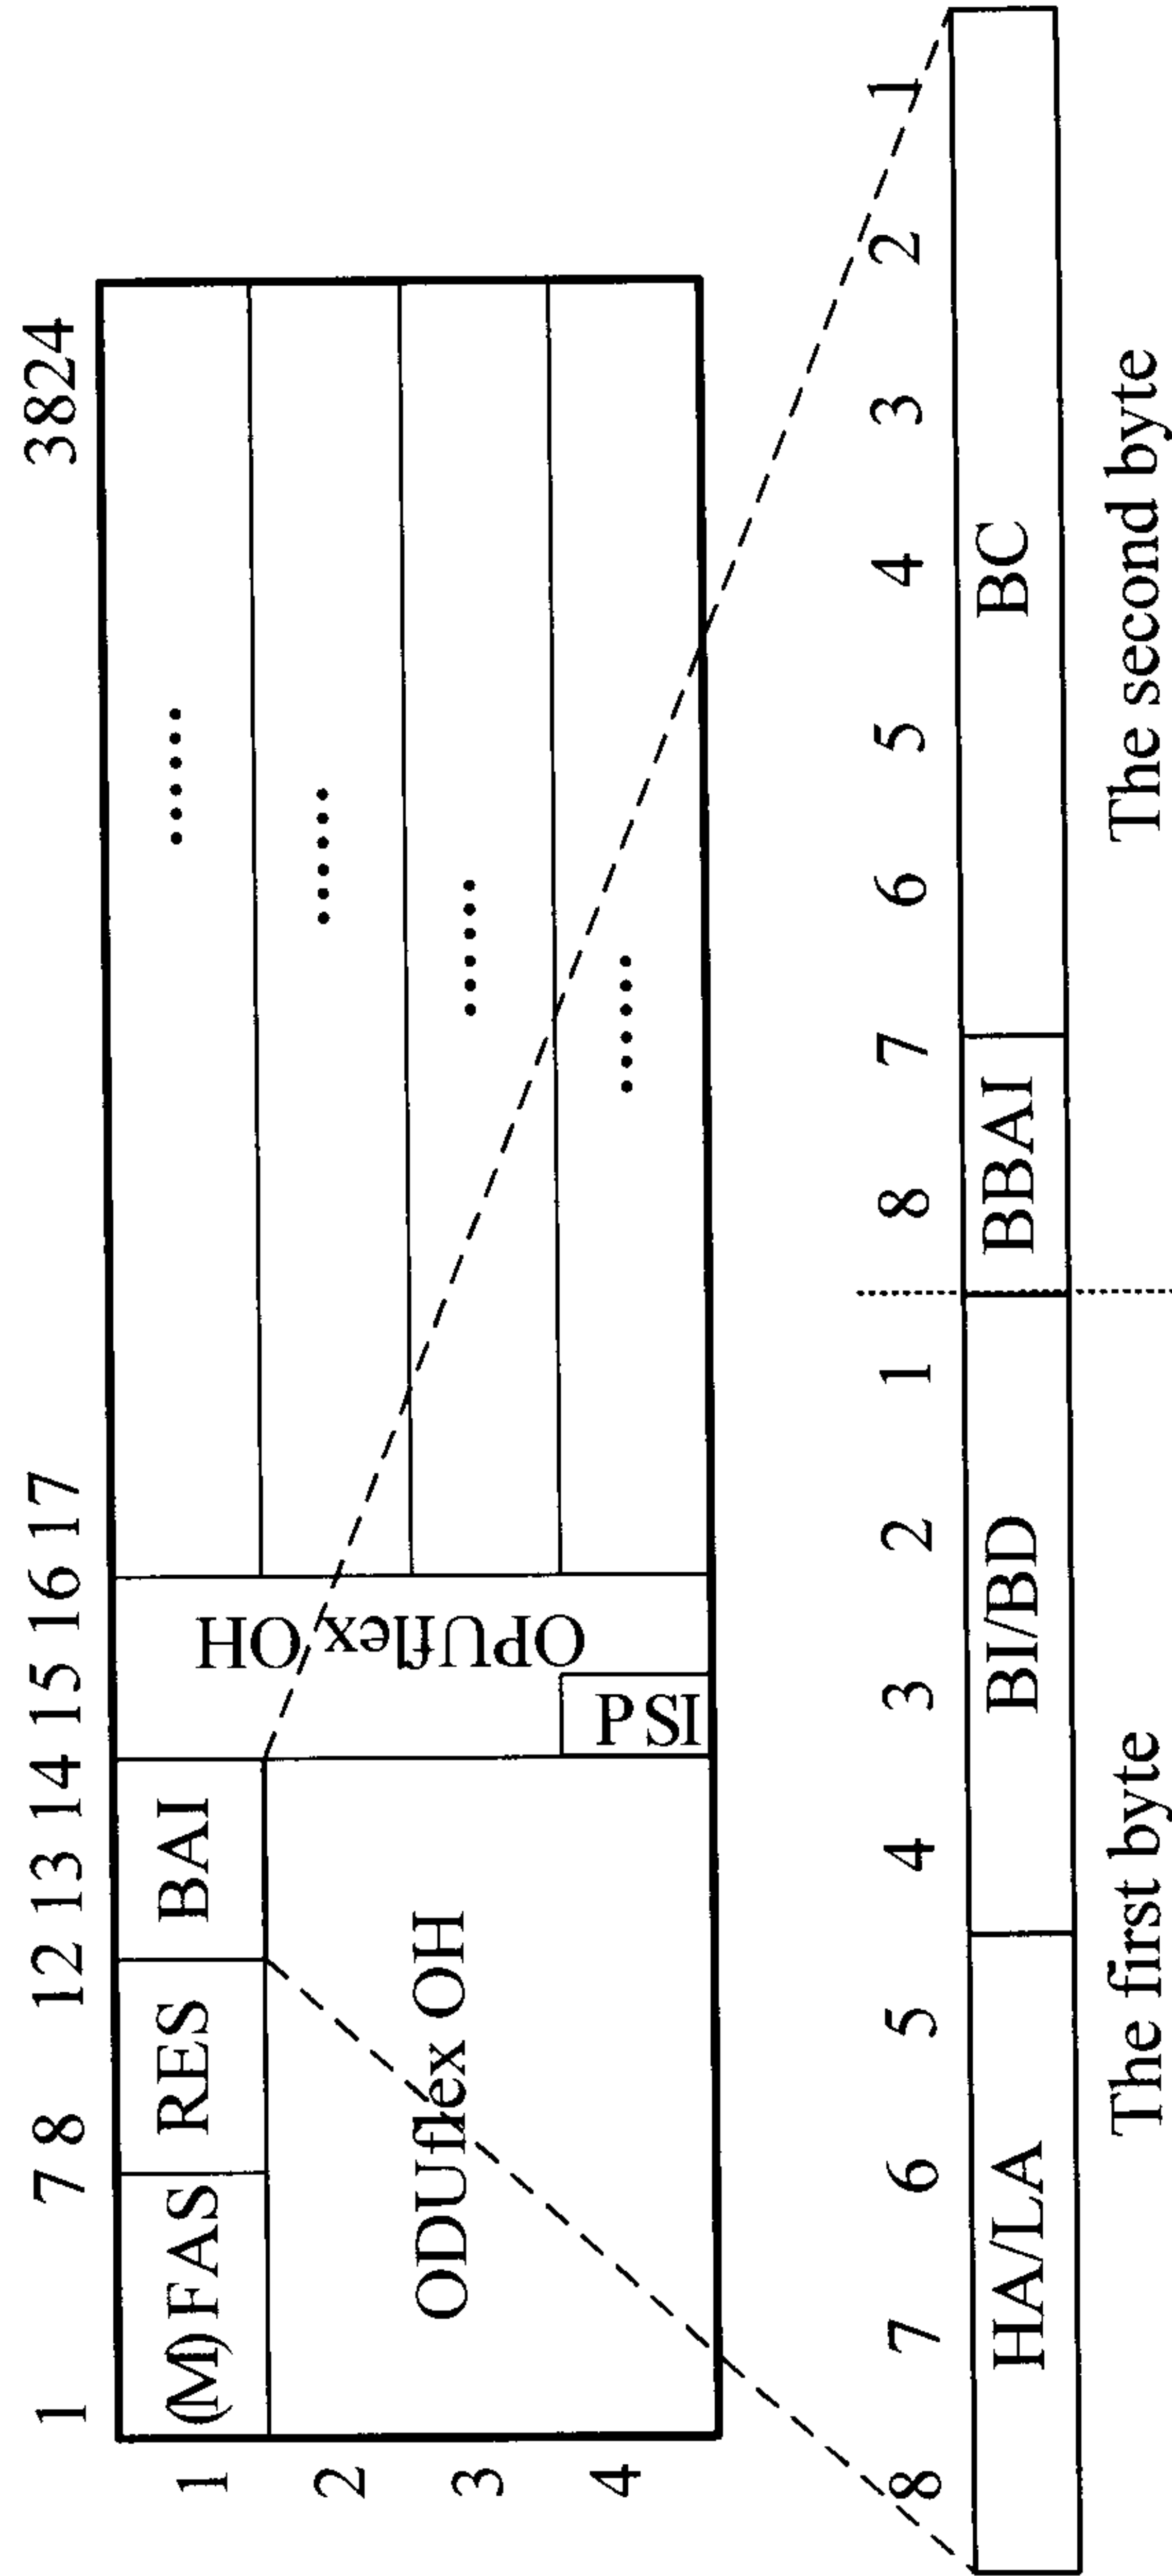 1 7 8 12 13 14 15 16 17 3824
1 (M)FAS RES BAI ......
2 ......
3 ......
4 ......
ODUflex OH
OPUflex OH
PSI
8 7 6 5 4 3 2 1 8 7 6 5 4 3 2 1
HA/LA BI/BD BBAI BC
The first byte The second byte